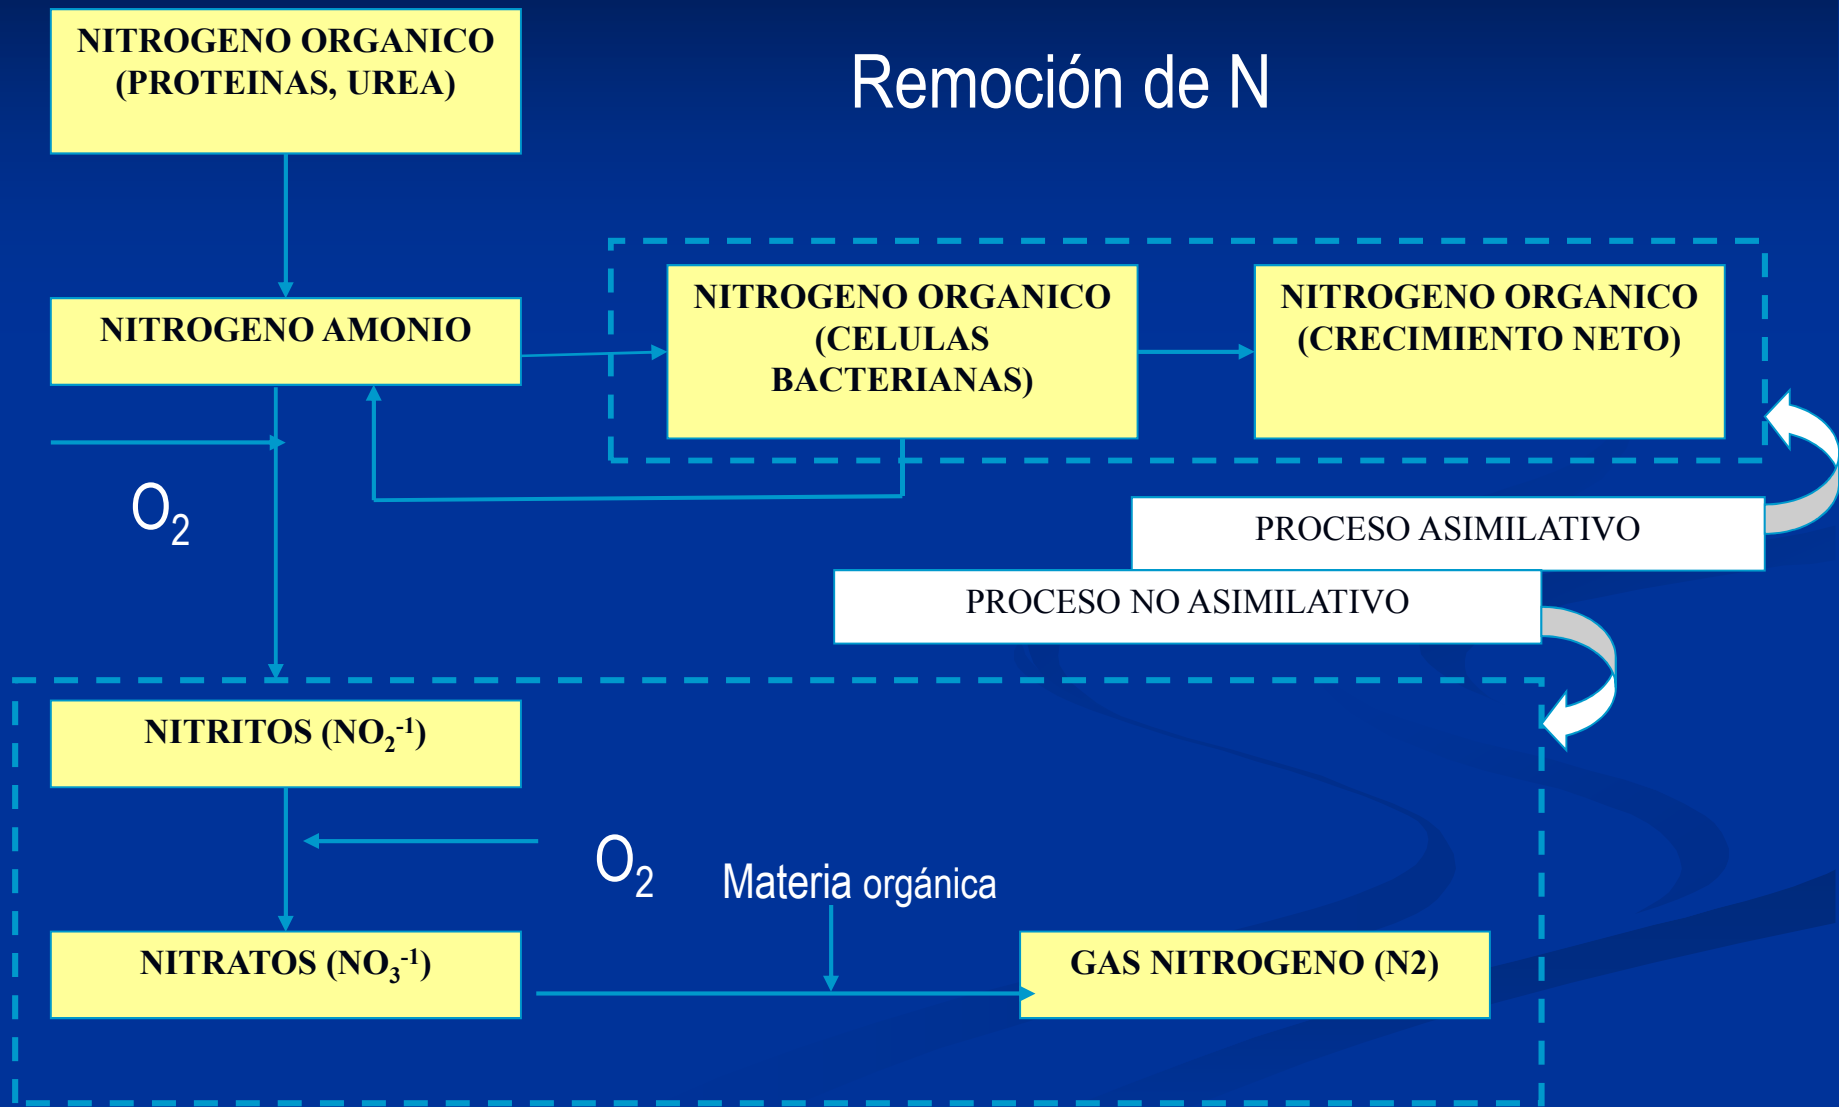 NITROGENO ORGANICO
(PROTEINAS, UREA)
Remoción de N
NITROGENO AMONIO
NITROGENO ORGANICO
(CELULAS
BACTERIANAS)
NITROGENO ORGANICO
(CRECIMIENTO NETO)
O₂
PROCESO ASIMILATIVO
PROCESO NO ASIMILATIVO
NITRITOS (NO₂⁻¹)
O₂
Materia orgánica
NITRATOS (NO₃⁻¹)
GAS NITROGENO (N2)